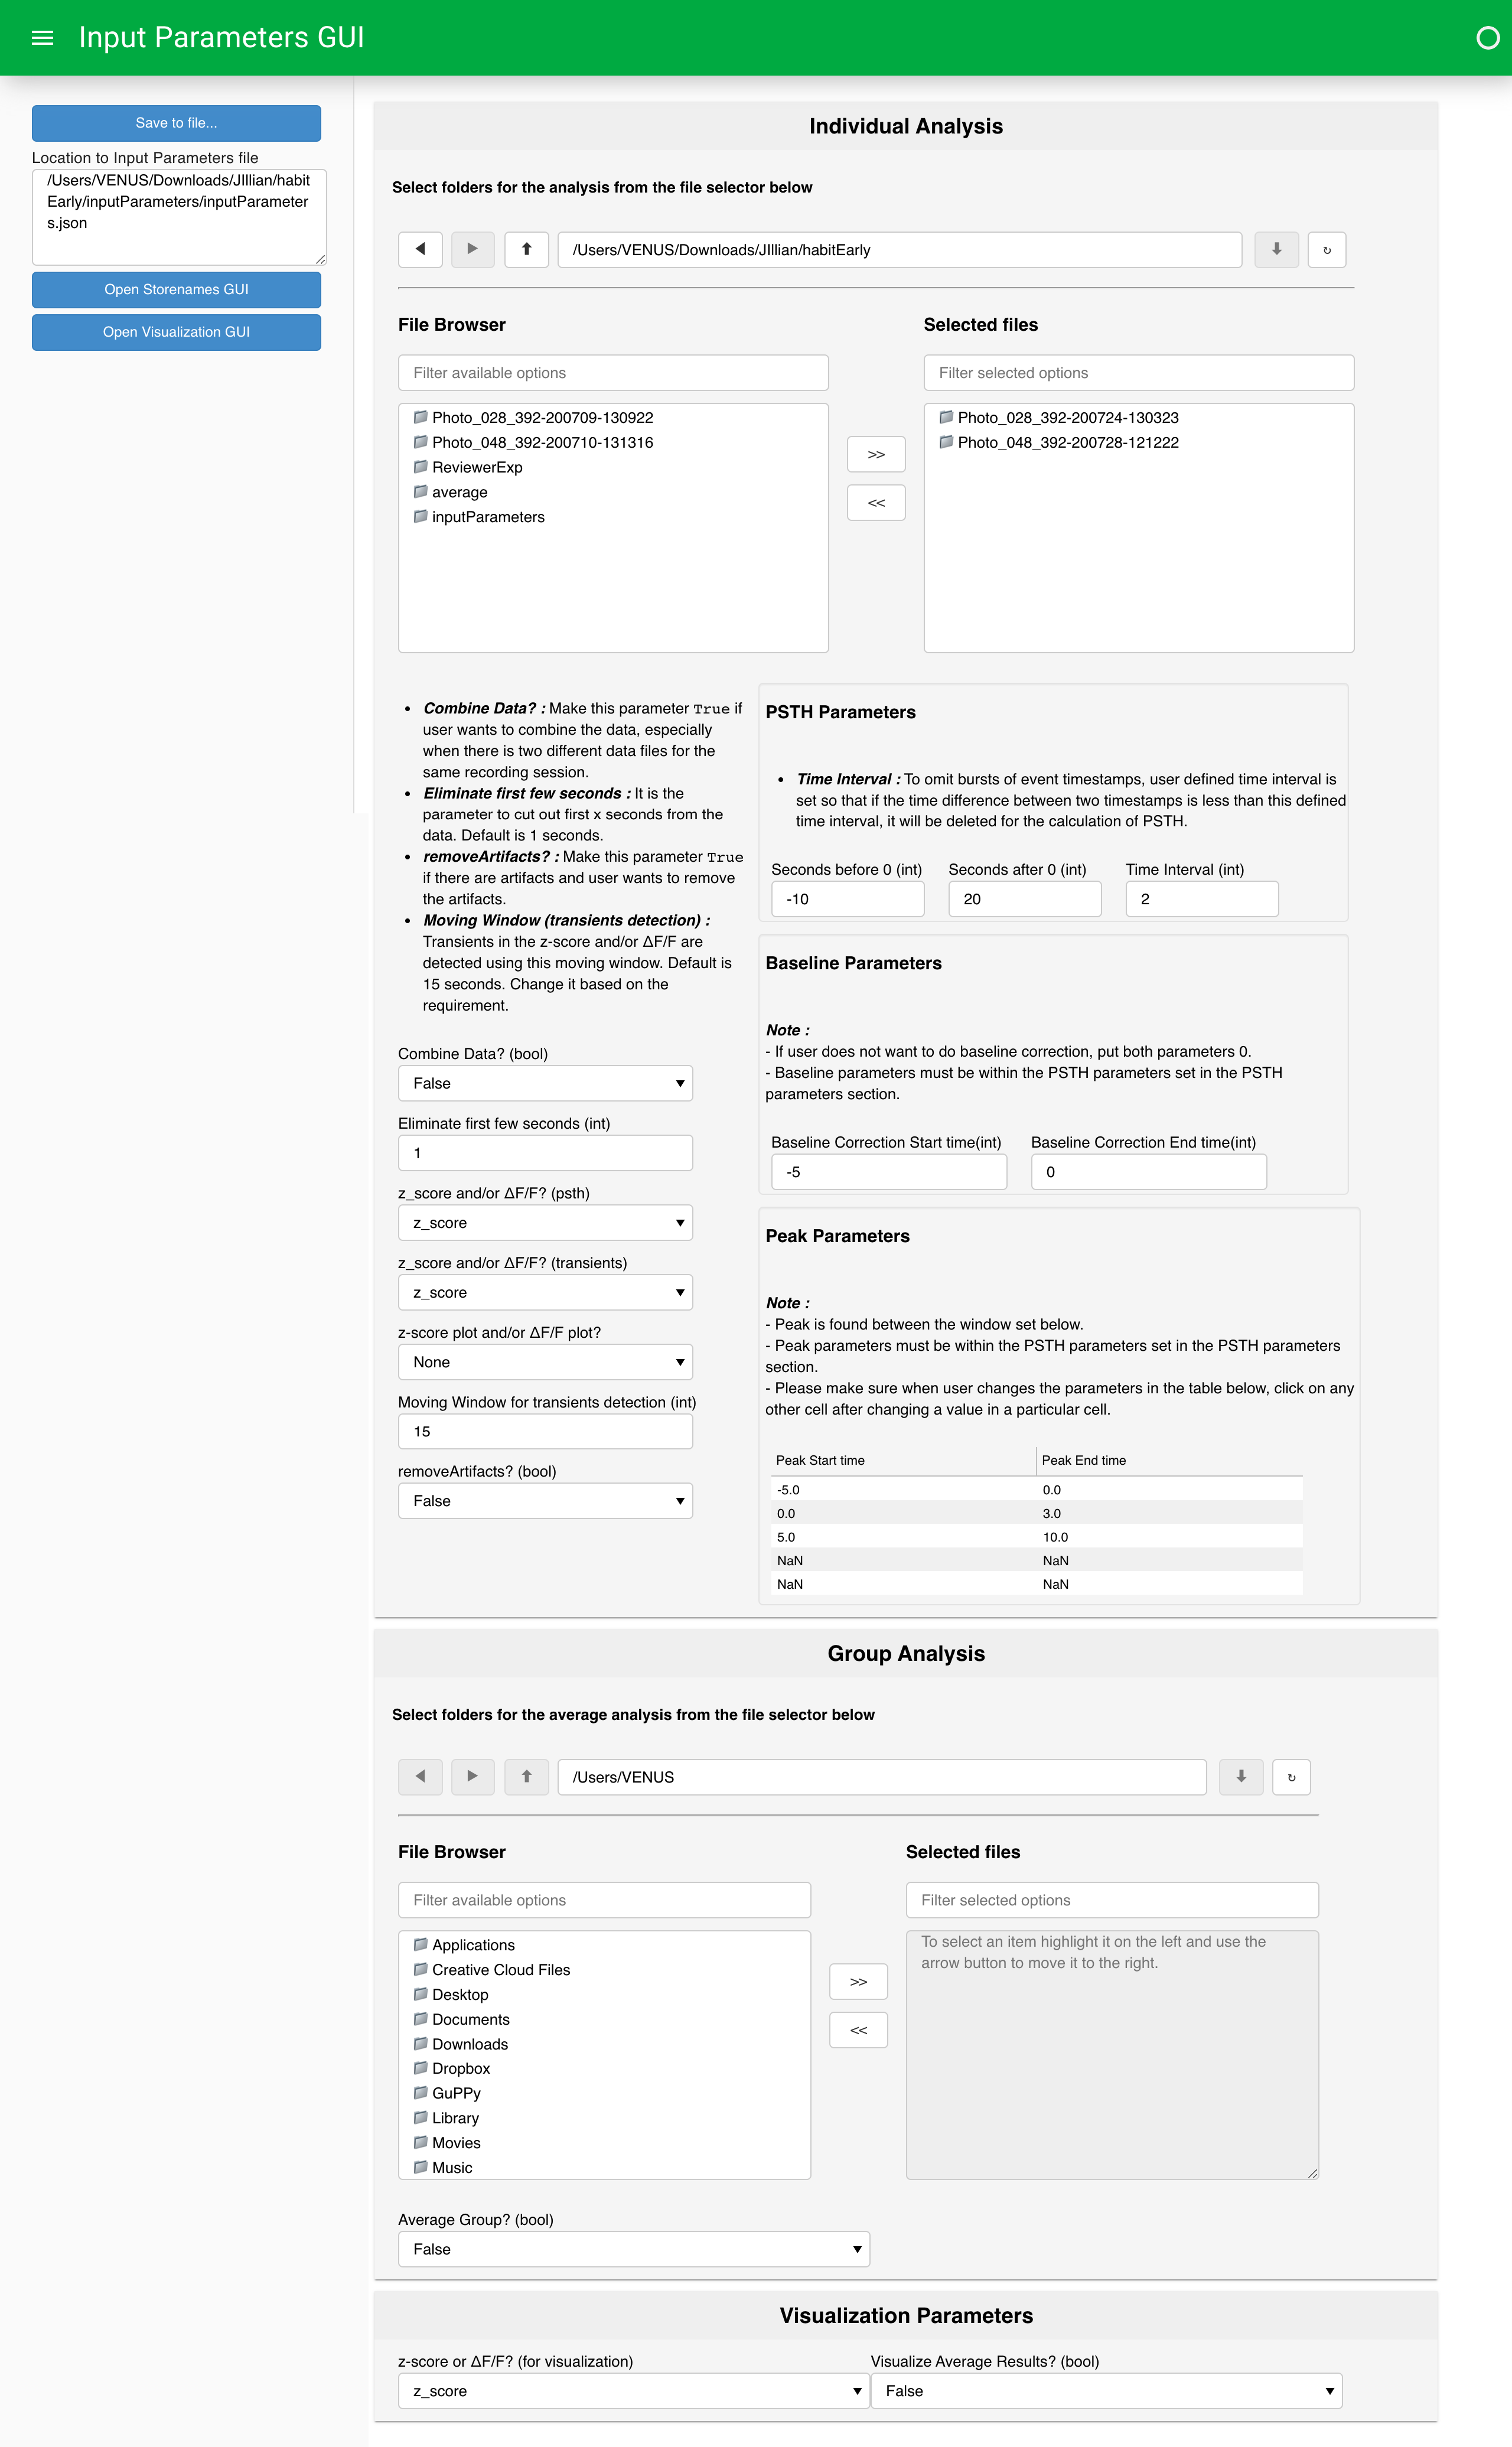 Input Parameters GUI
Save to file...
Location to Input Parameters file
/Users/VENUS/Downloads/JIllian/habit
Early/inputParameters/inputParameter
s.json
Open Storenames GUI
Open Visualization GUI
Individual Analysis
Select folders for the analysis from the file selector below
/Users/VENUS/Downloads/JIllian/habitEarly
File Browser
Filter available options
Photo_028_392-200709-130922
Photo_048_392-200710-131316
ReviewerExp
average
inputParameters
>>
<<
Selected files
Filter selected options
Photo_028_392-200724-130323
Photo_048_392-200728-121222
• Combine Data? : Make this parameter True if
user wants to combine the data, especially
when there is two different data files for the
same recording session.
• Eliminate first few seconds : It is the
parameter to cut out first x seconds from the
data. Default is 1 seconds.
• removeArtifacts? : Make this parameter True
if there are artifacts and user wants to remove
the artifacts.
• Moving Window (transients detection) :
Transients in the z-score and/or ΔF/F are
detected using this moving window. Default is
15 seconds. Change it based on the
requirement.
Combine Data? (bool)
False
Eliminate first few seconds (int)
1
z_score and/or ΔF/F? (psth)
z_score
z_score and/or ΔF/F? (transients)
z_score
z-score plot and/or ΔF/F plot?
None
Moving Window for transients detection (int)
15
removeArtifacts? (bool)
False
PSTH Parameters
• Time Interval : To omit bursts of event timestamps, user defined time interval is
set so that if the time difference between two timestamps is less than this defined
time interval, it will be deleted for the calculation of PSTH.
Seconds before 0 (int) Seconds after 0 (int) Time Interval (int)
-10 20 2
Baseline Parameters
Note :
- If user does not want to do baseline correction, put both parameters 0.
- Baseline parameters must be within the PSTH parameters set in the PSTH
parameters section.
Baseline Correction Start time(int) Baseline Correction End time(int)
-5 0
Peak Parameters
Note :
- Peak is found between the window set below.
- Peak parameters must be within the PSTH parameters set in the PSTH parameters
section.
- Please make sure when user changes the parameters in the table below, click on any
other cell after changing a value in a particular cell.
Peak Start time Peak End time
-5.0 0.0
0.0 3.0
5.0 10.0
NaN NaN
NaN NaN
Group Analysis
Select folders for the average analysis from the file selector below
/Users/VENUS
File Browser
Filter available options
Applications
Creative Cloud Files
Desktop
Documents
Downloads
Dropbox
GuPPy
Library
Movies
Music
>>
<<
Selected files
Filter selected options
To select an item highlight it on the left and use the
arrow button to move it to the right.
Average Group? (bool)
False
Visualization Parameters
z-score or ΔF/F? (for visualization) Visualize Average Results? (bool)
z_score False